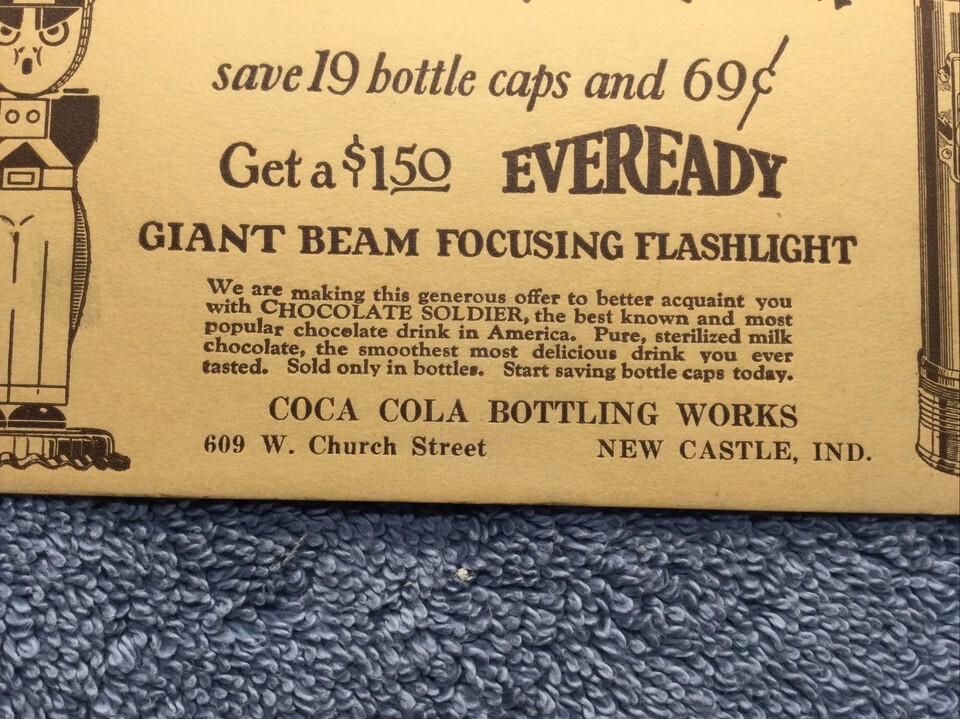 save 19 bottle caps and 69¢
Get a $1.50 EVEREADY
GIANT BEAM FOCUSING FLASHLIGHT
We are making this generous offer to better acquaint you
with CHOCOLATE SOLDIER, the best known and most
popular chocolate drink in America. Pure, sterilized milk
chocolate, the smoothest most delicious drink you ever
tasted. Sold only in bottles. Start saving bottle caps today.
COCA COLA BOTTLING WORKS
609 W. Church Street NEW CASTLE, IND.